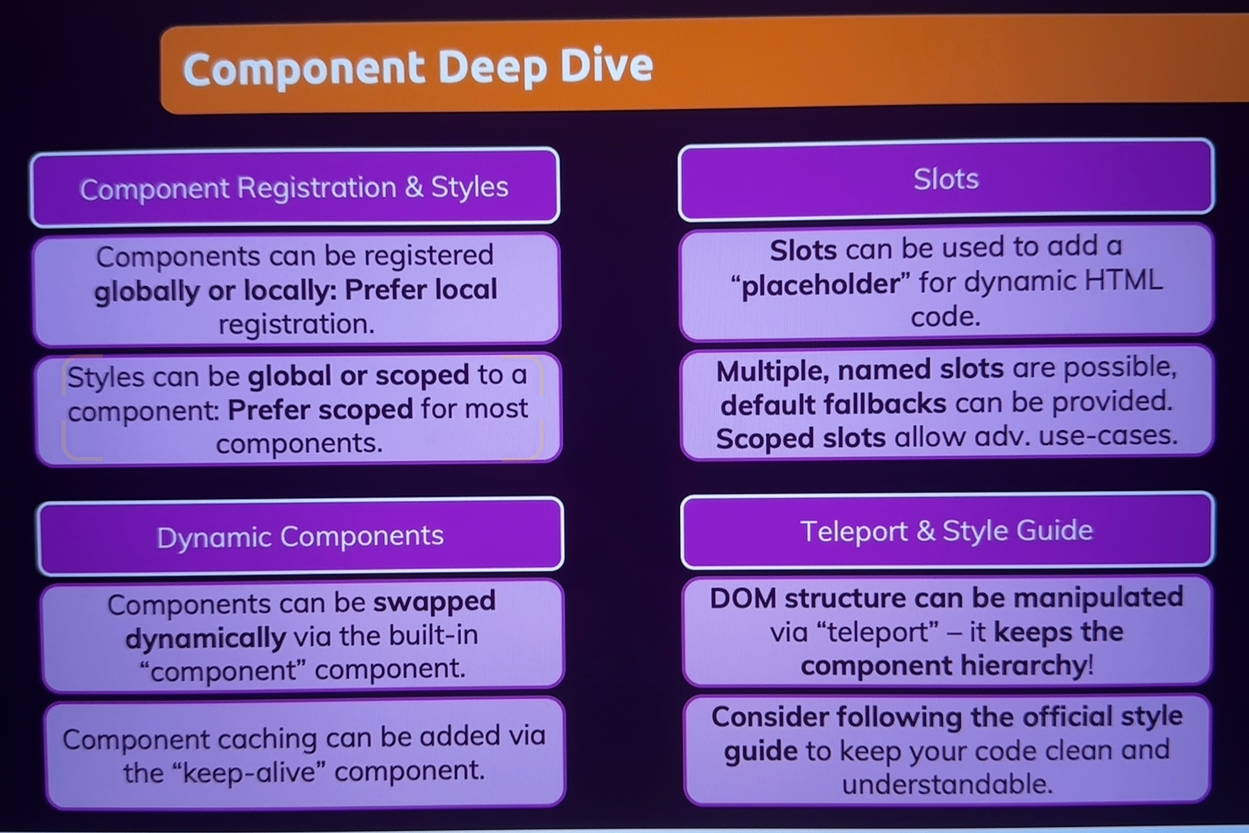 Component Deep Dive
Component Registration & Styles
Components can be registered
globally or locally: Prefer local
registration.
Styles can be global or scoped to a
component: Prefer scoped for most
components.
Slots
Slots can be used to add a
“placeholder” for dynamic HTML
code.
Multiple, named slots are possible,
default fallbacks can be provided.
Scoped slots allow adv. use-cases.
Dynamic Components
Components can be swapped
dynamically via the built-in
“component” component.
Component caching can be added via
the “keep-alive” component.
Teleport & Style Guide
DOM structure can be manipulated
via “teleport” – it keeps the
component hierarchy!
Consider following the official style
guide to keep your code clean and
understandable.